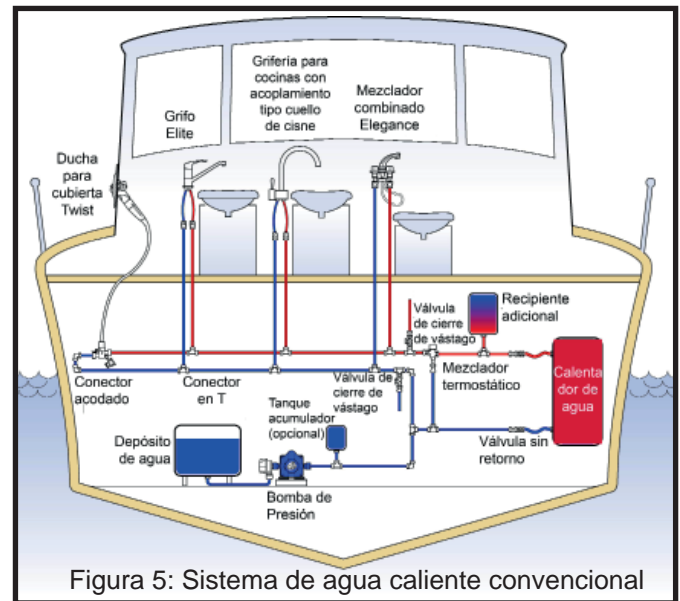 Grifería para
cocinas con
acoplamiento
tipo cuello
de cisne
Mezclador
combinado
Elegance
Grifo
Elite
Ducha
para
cubierta
Twist
Válvula
de cierre
de vástago
Recipiente
adicional
Conector
acodado
Conector
en T
Válvula de
cierre de
vástago
Mezclador
termostático
Calenta
dor de
agua
Tanque
acumulador
(opcional)
Depósito
de agua
Válvula sin
retorno
Bomba de
Presión
Figura 5: Sistema de agua caliente convencional